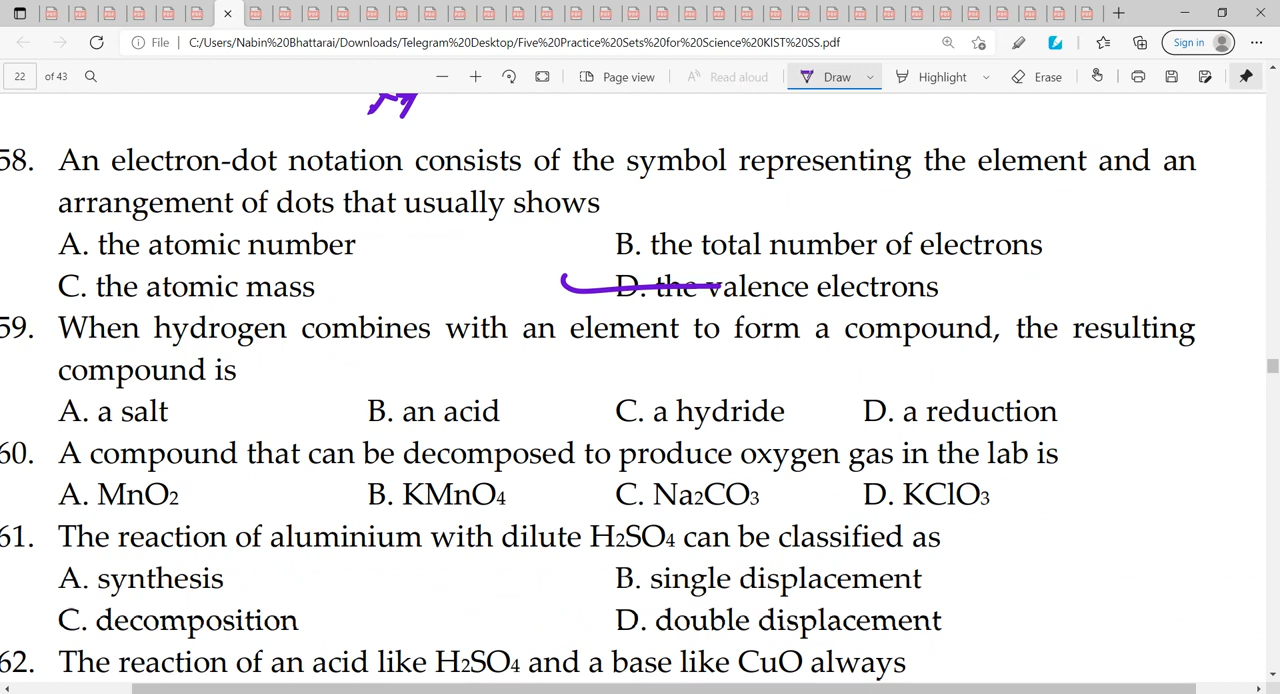 File | C:/Users/Nabin%20Bhattarai/Downloads/Telegram%20Desktop/Five%20Practice%20Sets%20for%20Science%20KIST%20SS.pdf
Sign in
22 of 43
Page view
Read aloud
Draw
Highlight
Erase
58. An electron-dot notation consists of the symbol representing the element and an
arrangement of dots that usually shows
A. the atomic number B. the total number of electrons
C. the atomic mass D. the valence electrons
59. When hydrogen combines with an element to form a compound, the resulting
compound is
A. a salt B. an acid C. a hydride D. a reduction
60. A compound that can be decomposed to produce oxygen gas in the lab is
A. MnO2 B. KMnO4 C. Na2CO3 D. KClO3
61. The reaction of aluminium with dilute H2SO4 can be classified as
A. synthesis B. single displacement
C. decomposition D. double displacement
62. The reaction of an acid like H2SO4 and a base like CuO always